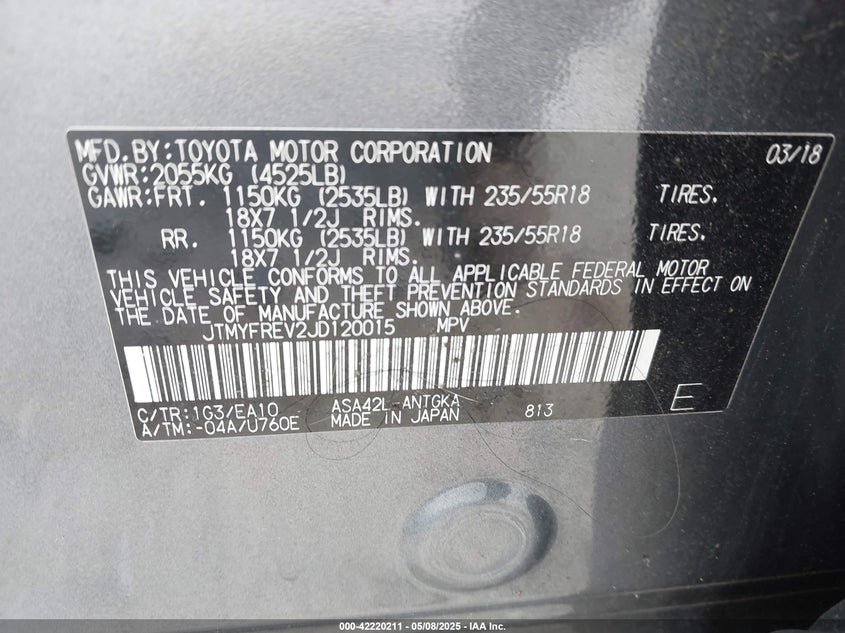 MFD.BY:TOYOTA MOTOR CORPORATION 03/18
GVWR:2055KG (4525LB)
GAWR:FRT. 1150KG (2535LB) WITH 235/55R18 TIRES.
18X7 1/2J RIMS.
RR. 1150KG (2535LB) WITH 235/55R18 TIRES.
18X7 1/2J RIMS.
THIS VEHICLE CONFORMS TO ALL APPLICABLE FEDERAL MOTOR
VEHICLE SAFETY AND THEFT PREVENTION STANDARDS IN EFFECT ON
THE DATE OF MANUFACTURE SHOWN ABOVE.
JTMYFREV2JD120015 MPV
C/TR:1G3/EA10 ASA42L-ANTGKA
A/TM:-04A/U760E MADE IN JAPAN 813 E
000-42220211 - 05/08/2025 - IAA Inc.